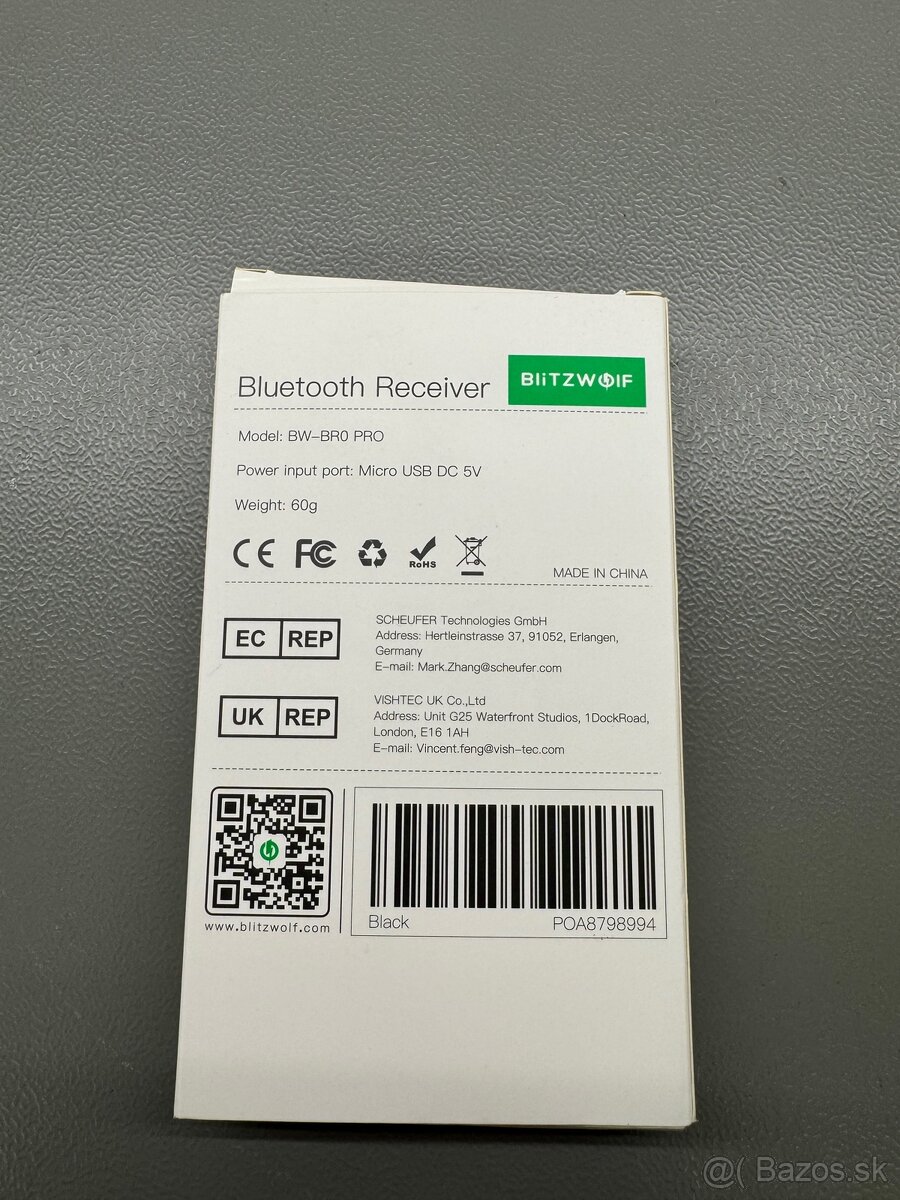 Bluetooth Receiver
BLiTZWOlF
Model: BW-BR0 PRO
Power input port: Micro USB DC 5V
Weight: 60g
CE FC RoHS
MADE IN CHINA
EC REP
SCHEUFER Technologies GmbH
Address: Hertleinstrasse 37, 91052, Erlangen,
Germany
E-mail: Mark.Zhang@scheufer.com
UK REP
VISHTEC UK Co.,Ltd
Address: Unit G25 Waterfront Studios, 1DockRoad,
London, E16 1AH
E-mail: Vincent.feng@vish-tec.com
www.blitzwolf.com
Black
POA8798994
@( Bazos.sk